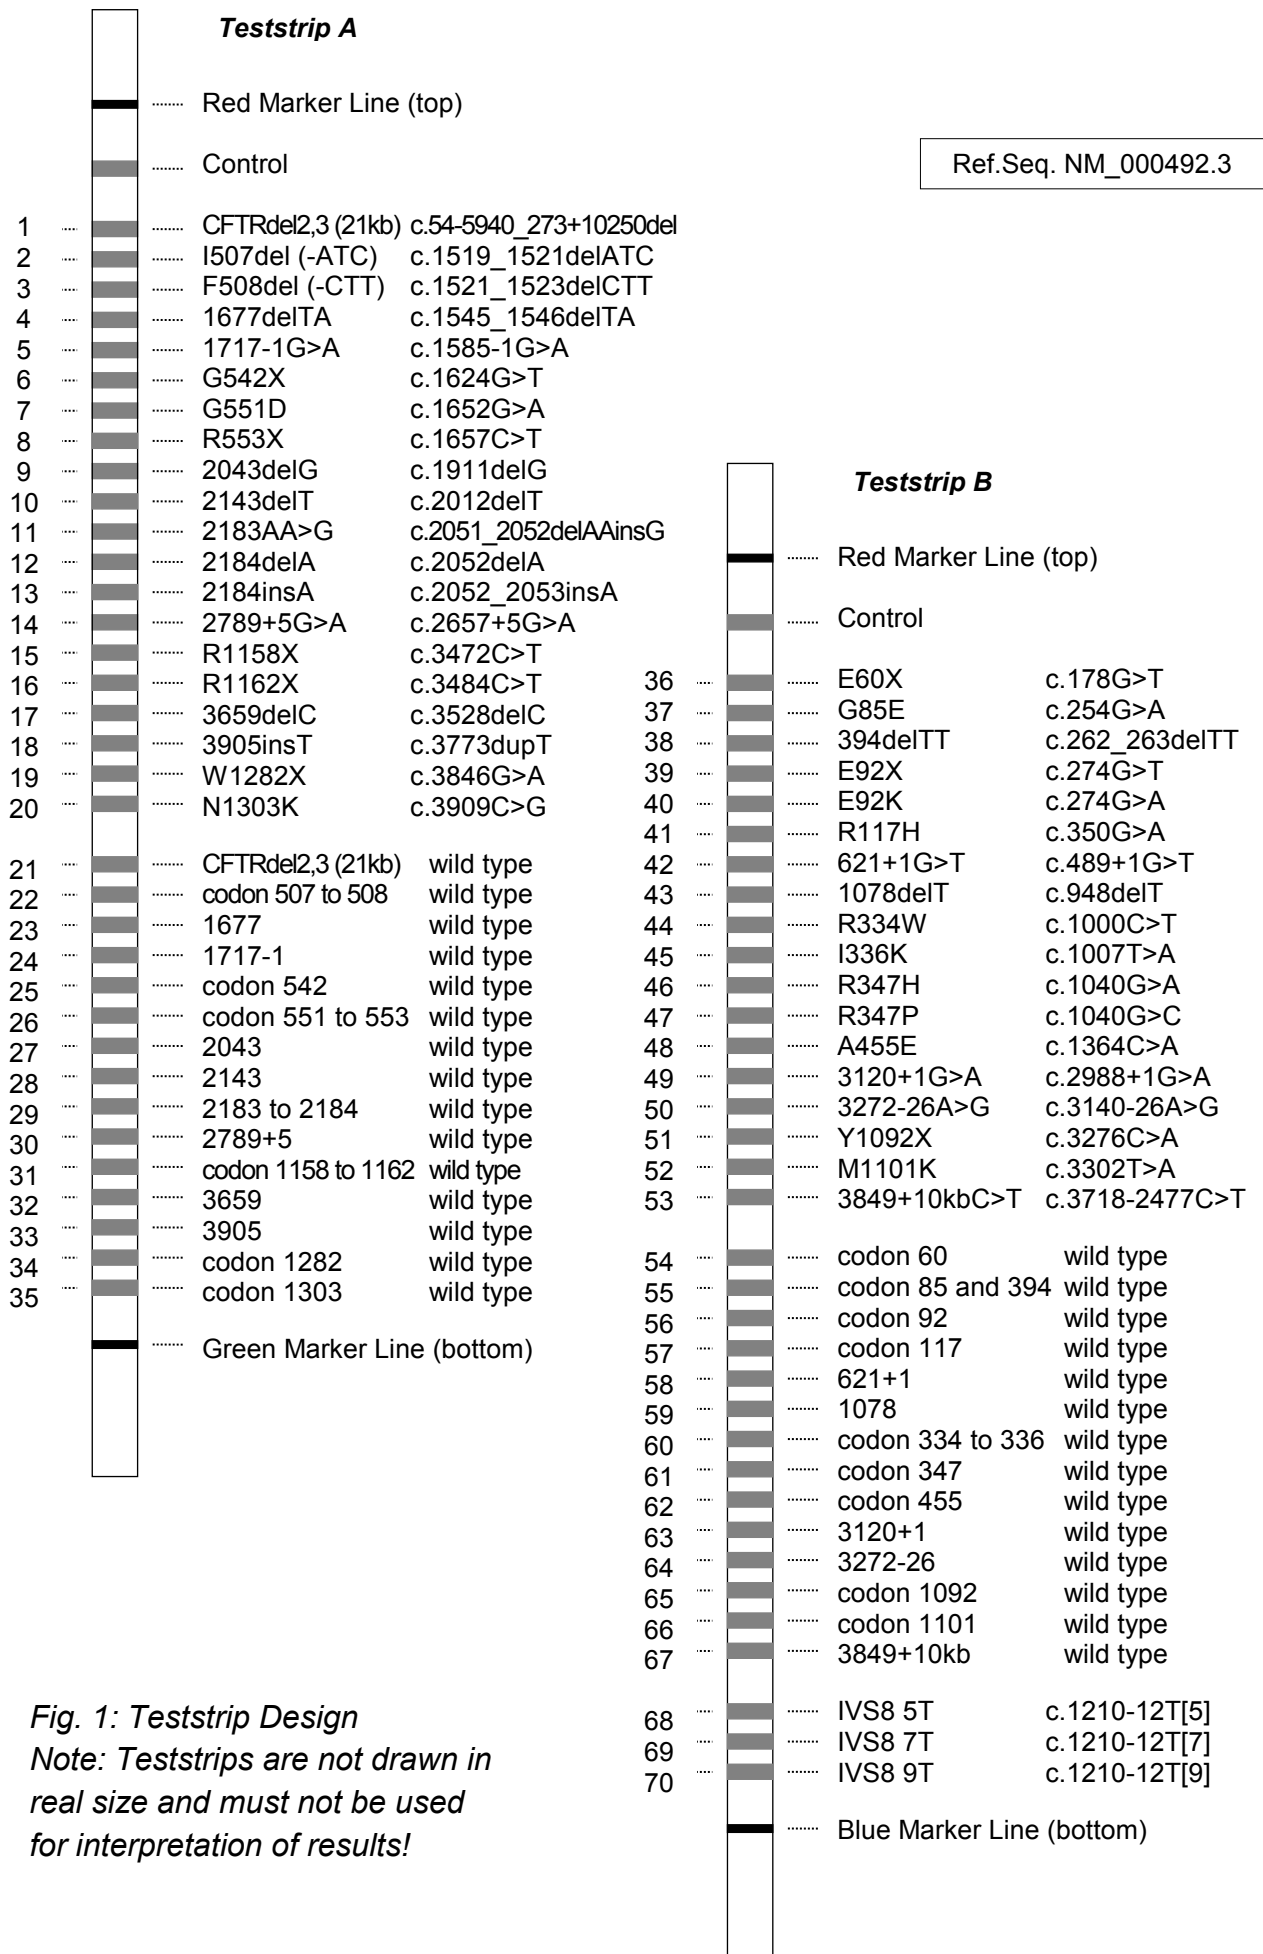 Teststrip A
Red Marker Line (top)
Control
Ref.Seq. NM_000492.3
1 CFTRdel2,3 (21kb) c.54-5940_273+10250del
2 I507del (-ATC) c.1519_1521delATC
3 F508del (-CTT) c.1521_1523delCTT
4 1677delTA c.1545_1546delTA
5 1717-1G>A c.1585-1G>A
6 G542X c.1624G>T
7 G551D c.1652G>A
8 R553X c.1657C>T
9 2043delG c.1911delG
10 2143delT c.2012delT
11 2183AA>G c.2051_2052delAAinsG
12 2184delA c.2052delA
13 2184insA c.2052_2053insA
14 2789+5G>A c.2657+5G>A
15 R1158X c.3472C>T
16 R1162X c.3484C>T
17 3659delC c.3528delC
18 3905insT c.3773dupT
19 W1282X c.3846G>A
20 N1303K c.3909C>G
21 CFTRdel2,3 (21kb) wild type
22 codon 507 to 508 wild type
23 1677 wild type
24 1717-1 wild type
25 codon 542 wild type
26 codon 551 to 553 wild type
27 2043 wild type
28 2143 wild type
29 2183 to 2184 wild type
30 2789+5 wild type
31 codon 1158 to 1162 wild type
32 3659 wild type
33 3905 wild type
34 codon 1282 wild type
35 codon 1303 wild type
Green Marker Line (bottom)
Teststrip B
Red Marker Line (top)
Control
36 E60X c.178G>T
37 G85E c.254G>A
38 394delTT c.262_263delTT
39 E92X c.274G>T
40 E92K c.274G>A
41 R117H c.350G>A
42 621+1G>T c.489+1G>T
43 1078delT c.948delT
44 R334W c.1000C>T
45 I336K c.1007T>A
46 R347H c.1040G>A
47 R347P c.1040G>C
48 A455E c.1364C>A
49 3120+1G>A c.2988+1G>A
50 3272-26A>G c.3140-26A>G
51 Y1092X c.3276C>A
52 M1101K c.3302T>A
53 3849+10kbC>T c.3718-2477C>T
54 codon 60 wild type
55 codon 85 and 394 wild type
56 codon 92 wild type
57 codon 117 wild type
58 621+1 wild type
59 1078 wild type
60 codon 334 to 336 wild type
61 codon 347 wild type
62 codon 455 wild type
63 3120+1 wild type
64 3272-26 wild type
65 codon 1092 wild type
66 codon 1101 wild type
67 3849+10kb wild type
68 IVS8 5T c.1210-12T[5]
69 IVS8 7T c.1210-12T[7]
70 IVS8 9T c.1210-12T[9]
Blue Marker Line (bottom)
Fig. 1: Teststrip Design
Note: Teststrips are not drawn in
real size and must not be used
for interpretation of results!